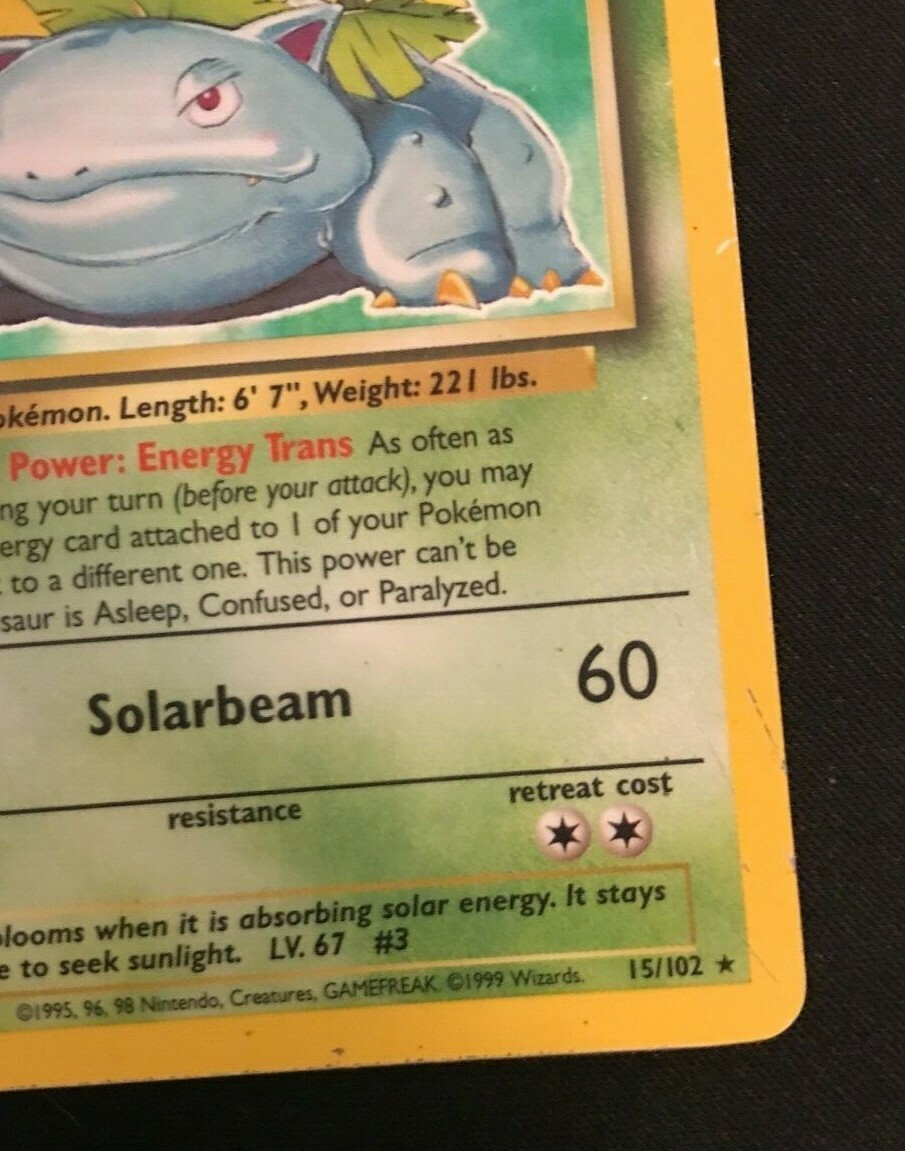 okémon. Length: 6' 7", Weight: 221 lbs.
Power: Energy Trans As often as
ng your turn (before your attack), you may
ergy card attached to 1 of your Pokémon
to a different one. This power can't be
saur is Asleep, Confused, or Paralyzed.
Solarbeam 60
resistance retreat cost
looms when it is absorbing solar energy. It stays
e to seek sunlight. LV. 67 #3
©1995, 96, 98 Nintendo, Creatures, GAMEFREAK. ©1999 Wizards. 15/102 ★